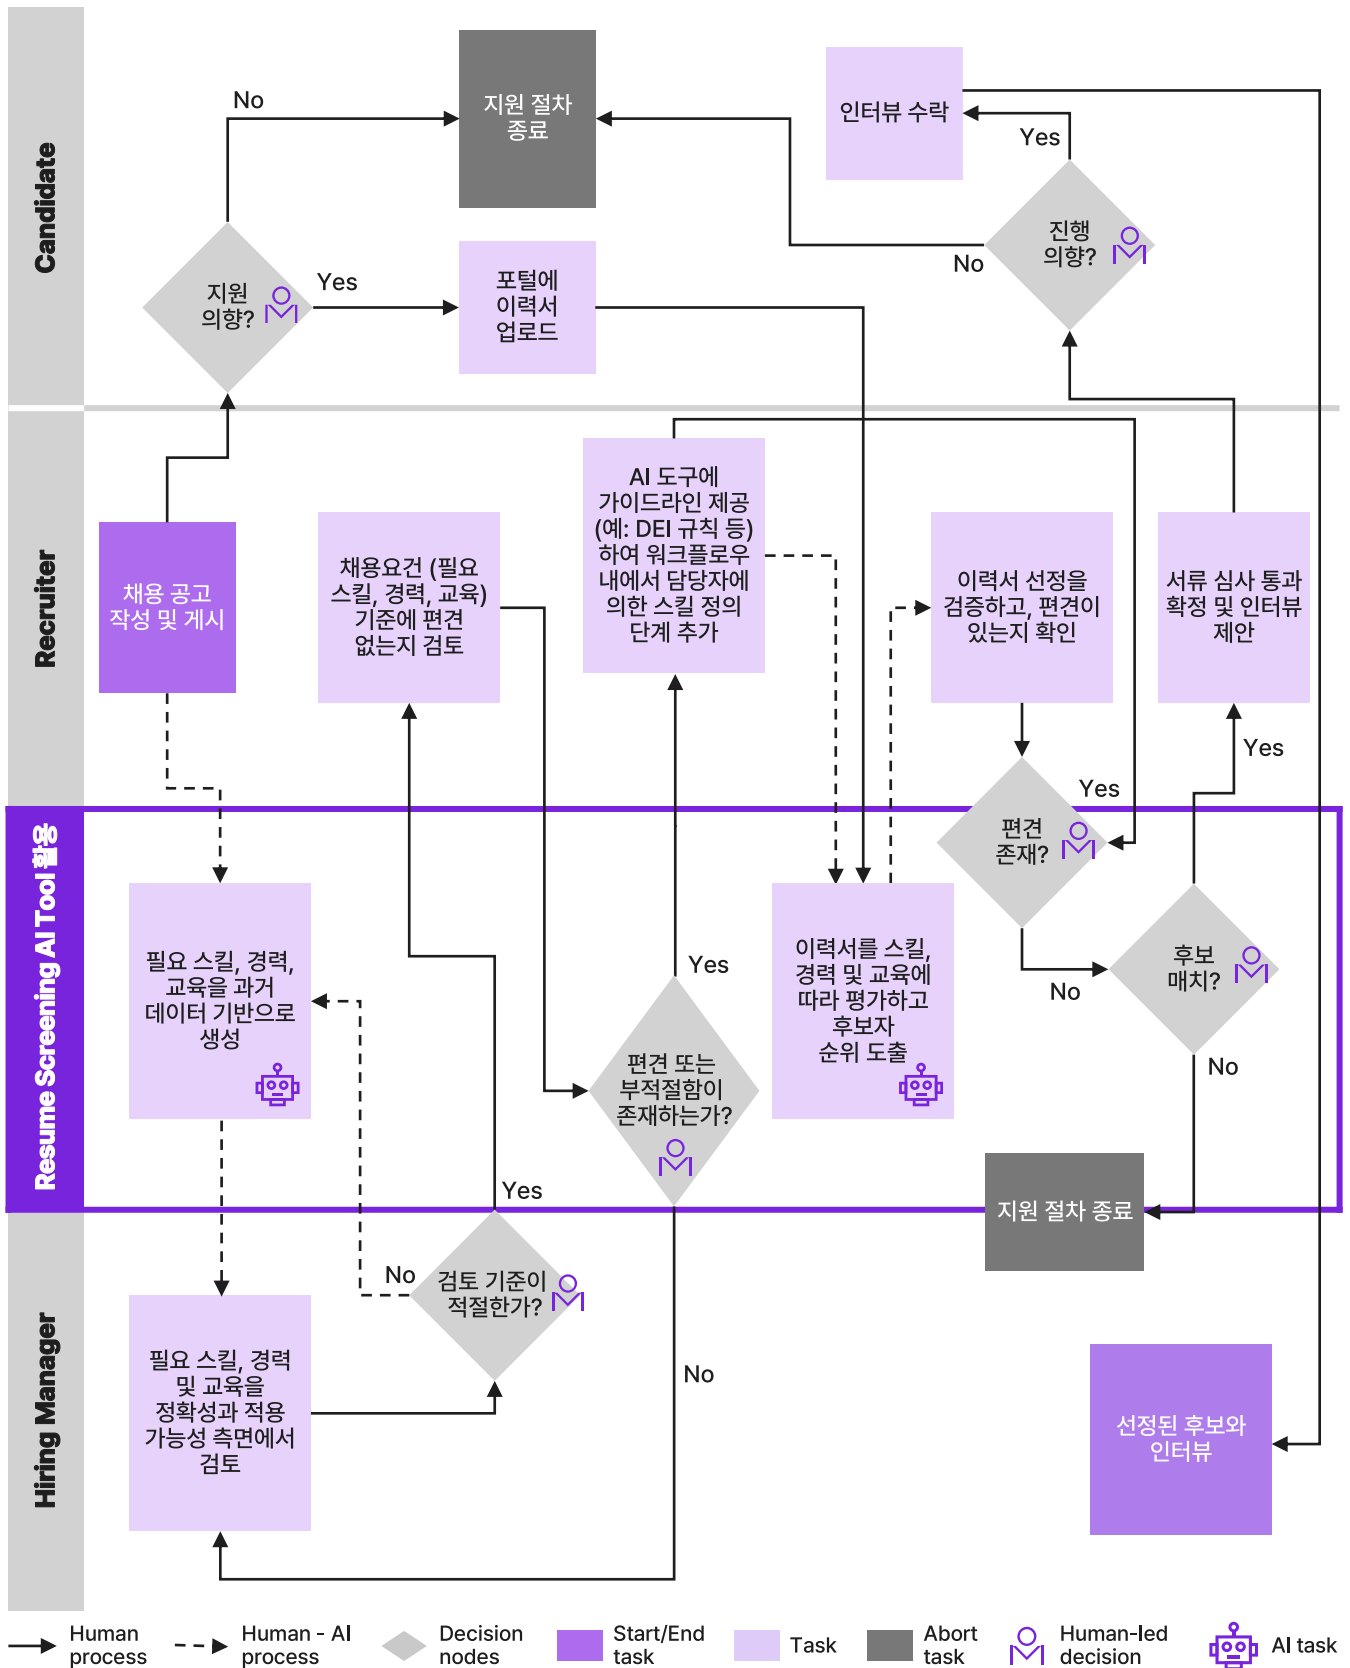 Candidate
No
지원 절차
종료
인터뷰 수락
Yes
진행
의향?
No
지원
의향?
Yes
포털에
이력서
업로드
Recruiter
채용 공고
작성 및 게시
채용요건 (필요
스킬, 경력, 교육)
기준에 편견
없는지 검토
AI 도구에
가이드라인 제공
(예: DEI 규칙 등)
하여 워크플로우
내에서 담당자에
의한 스킬 정의
단계 추가
이력서 선정을
검증하고, 편견이
있는지 확인
서류 심사 통과
확정 및 인터뷰
제안
Yes
Yes
Resume Screening AI Tool 활용
편견
존재?
필요 스킬, 경력,
교육을 과거
데이터 기반으로
생성
Yes
편견 또는
부적절함이
존재하는가?
이력서를 스킬,
경력 및 교육에
따라 평가하고
후보자
순위 도출
No
후보
매치?
No
지원 절차 종료
Yes
Hiring Manager
No
검토 기준이
적절한가?
필요 스킬, 경력
및 교육을
정확성과 적용
가능성 측면에서
검토
No
선정된 후보와
인터뷰
Human
process
Human - AI
process
Decision
nodes
Start/End
task
Task
Abort
task
Human-led
decision
AI task